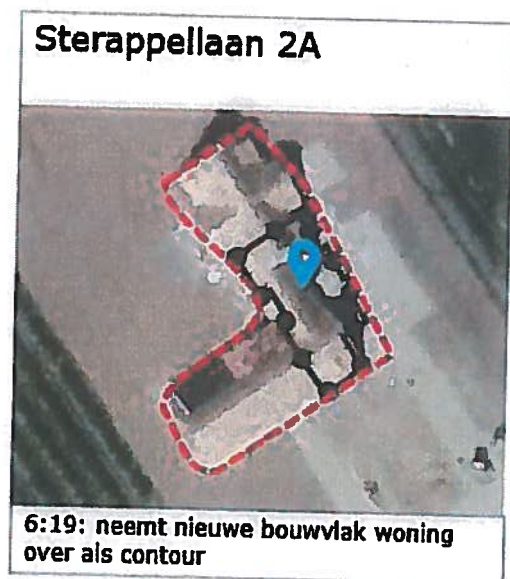 Sterappellaan 2A
6:19: neemt nieuwe bouwvlak woning
over als contour